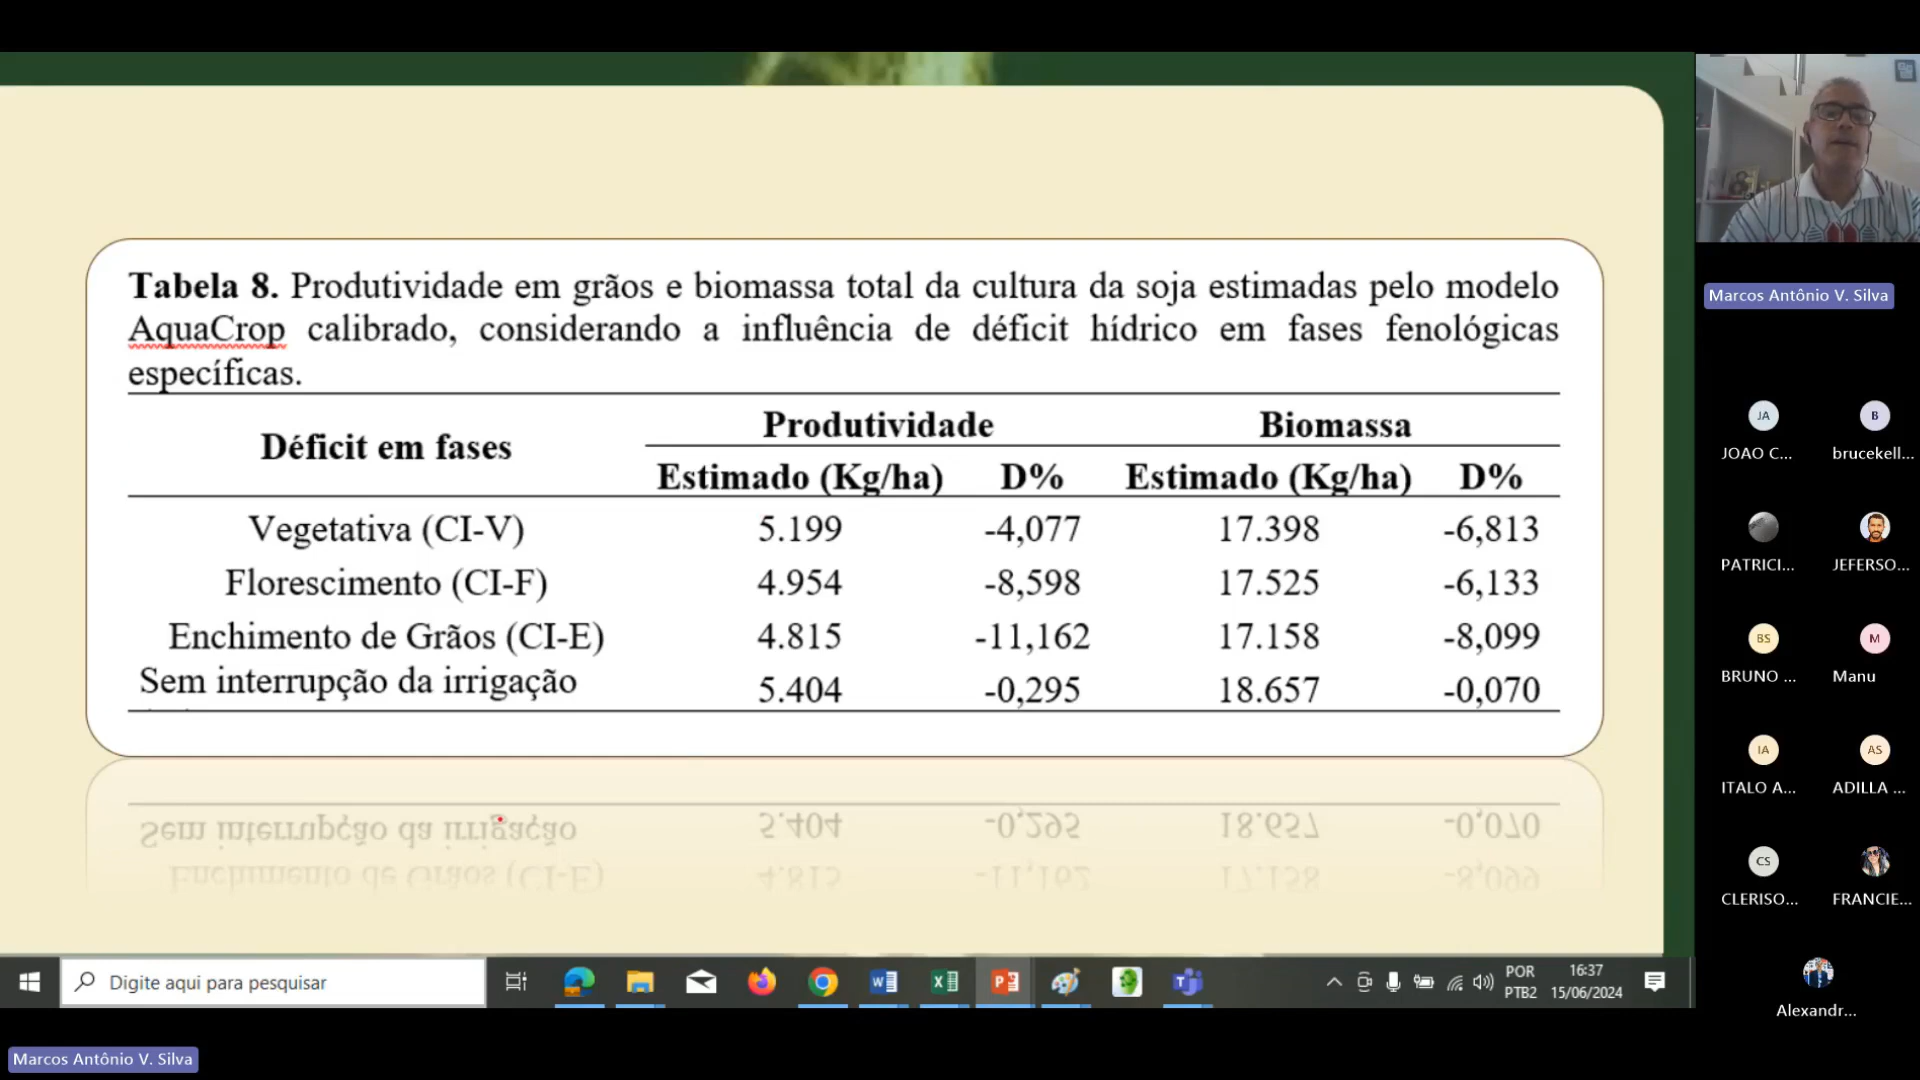 Tabela 8. Produtividade em grãos e biomassa total da cultura da soja estimadas pelo modelo
AquaCrop calibrado, considerando a influência de déficit hídrico em fases fenológicas
específicas.
Déficit em fases Produtividade Biomassa
Estimado (Kg/ha) D% Estimado (Kg/ha) D%
Vegetativa (CI-V) 5.199 -4,077 17.398 -6,813
Florescimento (CI-F) 4.954 -8,598 17.525 -6,133
Enchimento de Grãos (CI-E) 4.815 -11,162 17.158 -8,099
Sem interrupção da irrigação 5.404 -0,295 18.657 -0,070
Digite aqui para pesquisar
POR
PTB2
16:37
15/06/2024
Marcos Antônio V. Silva
Marcos Antônio V. Silva
JA B
JOAO C... brucekell...
PATRICI... JEFERSO...
BS M
BRUNO ... Manu
IA AS
ITALO A... ADILLA ...
CS
CLERISO... FRANCIE...
Alexandr...